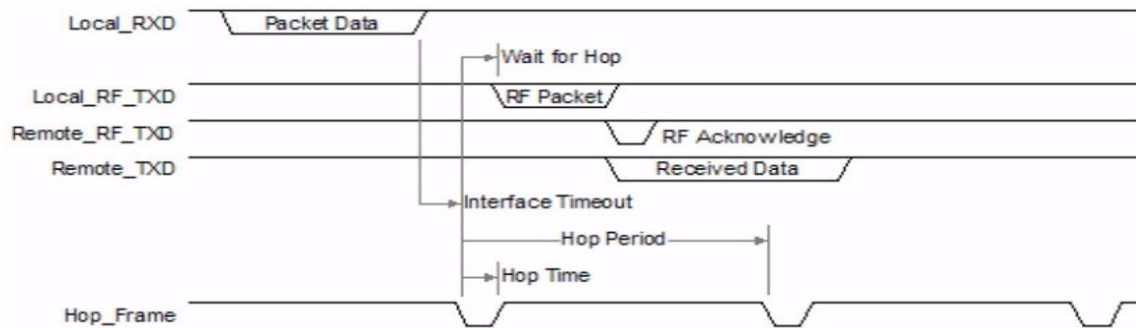 Local_RXD
Packet Data
Wait for Hop
Local_RF_TXD
RF Packet
Remote_RF_TXD
RF Acknowledge
Remote_TXD
Received Data
Interface Timeout
Hop Period
Hop Time
Hop_Frame